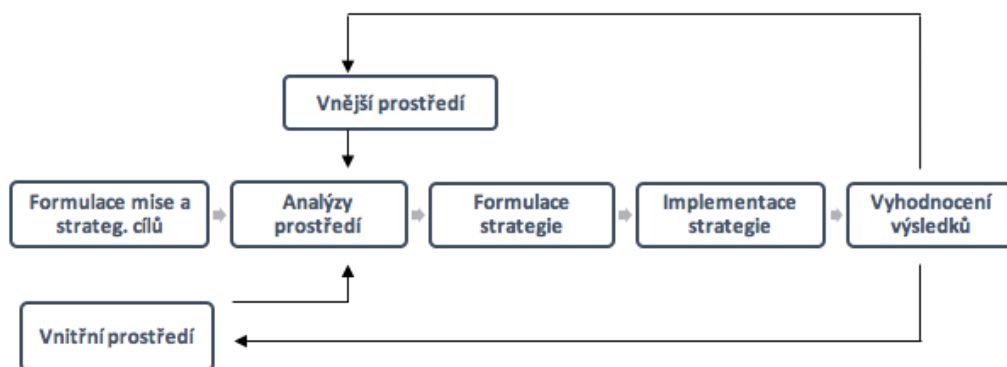 Vnější prostředí
Formulace mise a
strateg. cílů
Analýzy
prostředí
Formulace
strategie
Implementace
strategie
Vyhodnocení
výsledků
Vnitřní prostředí